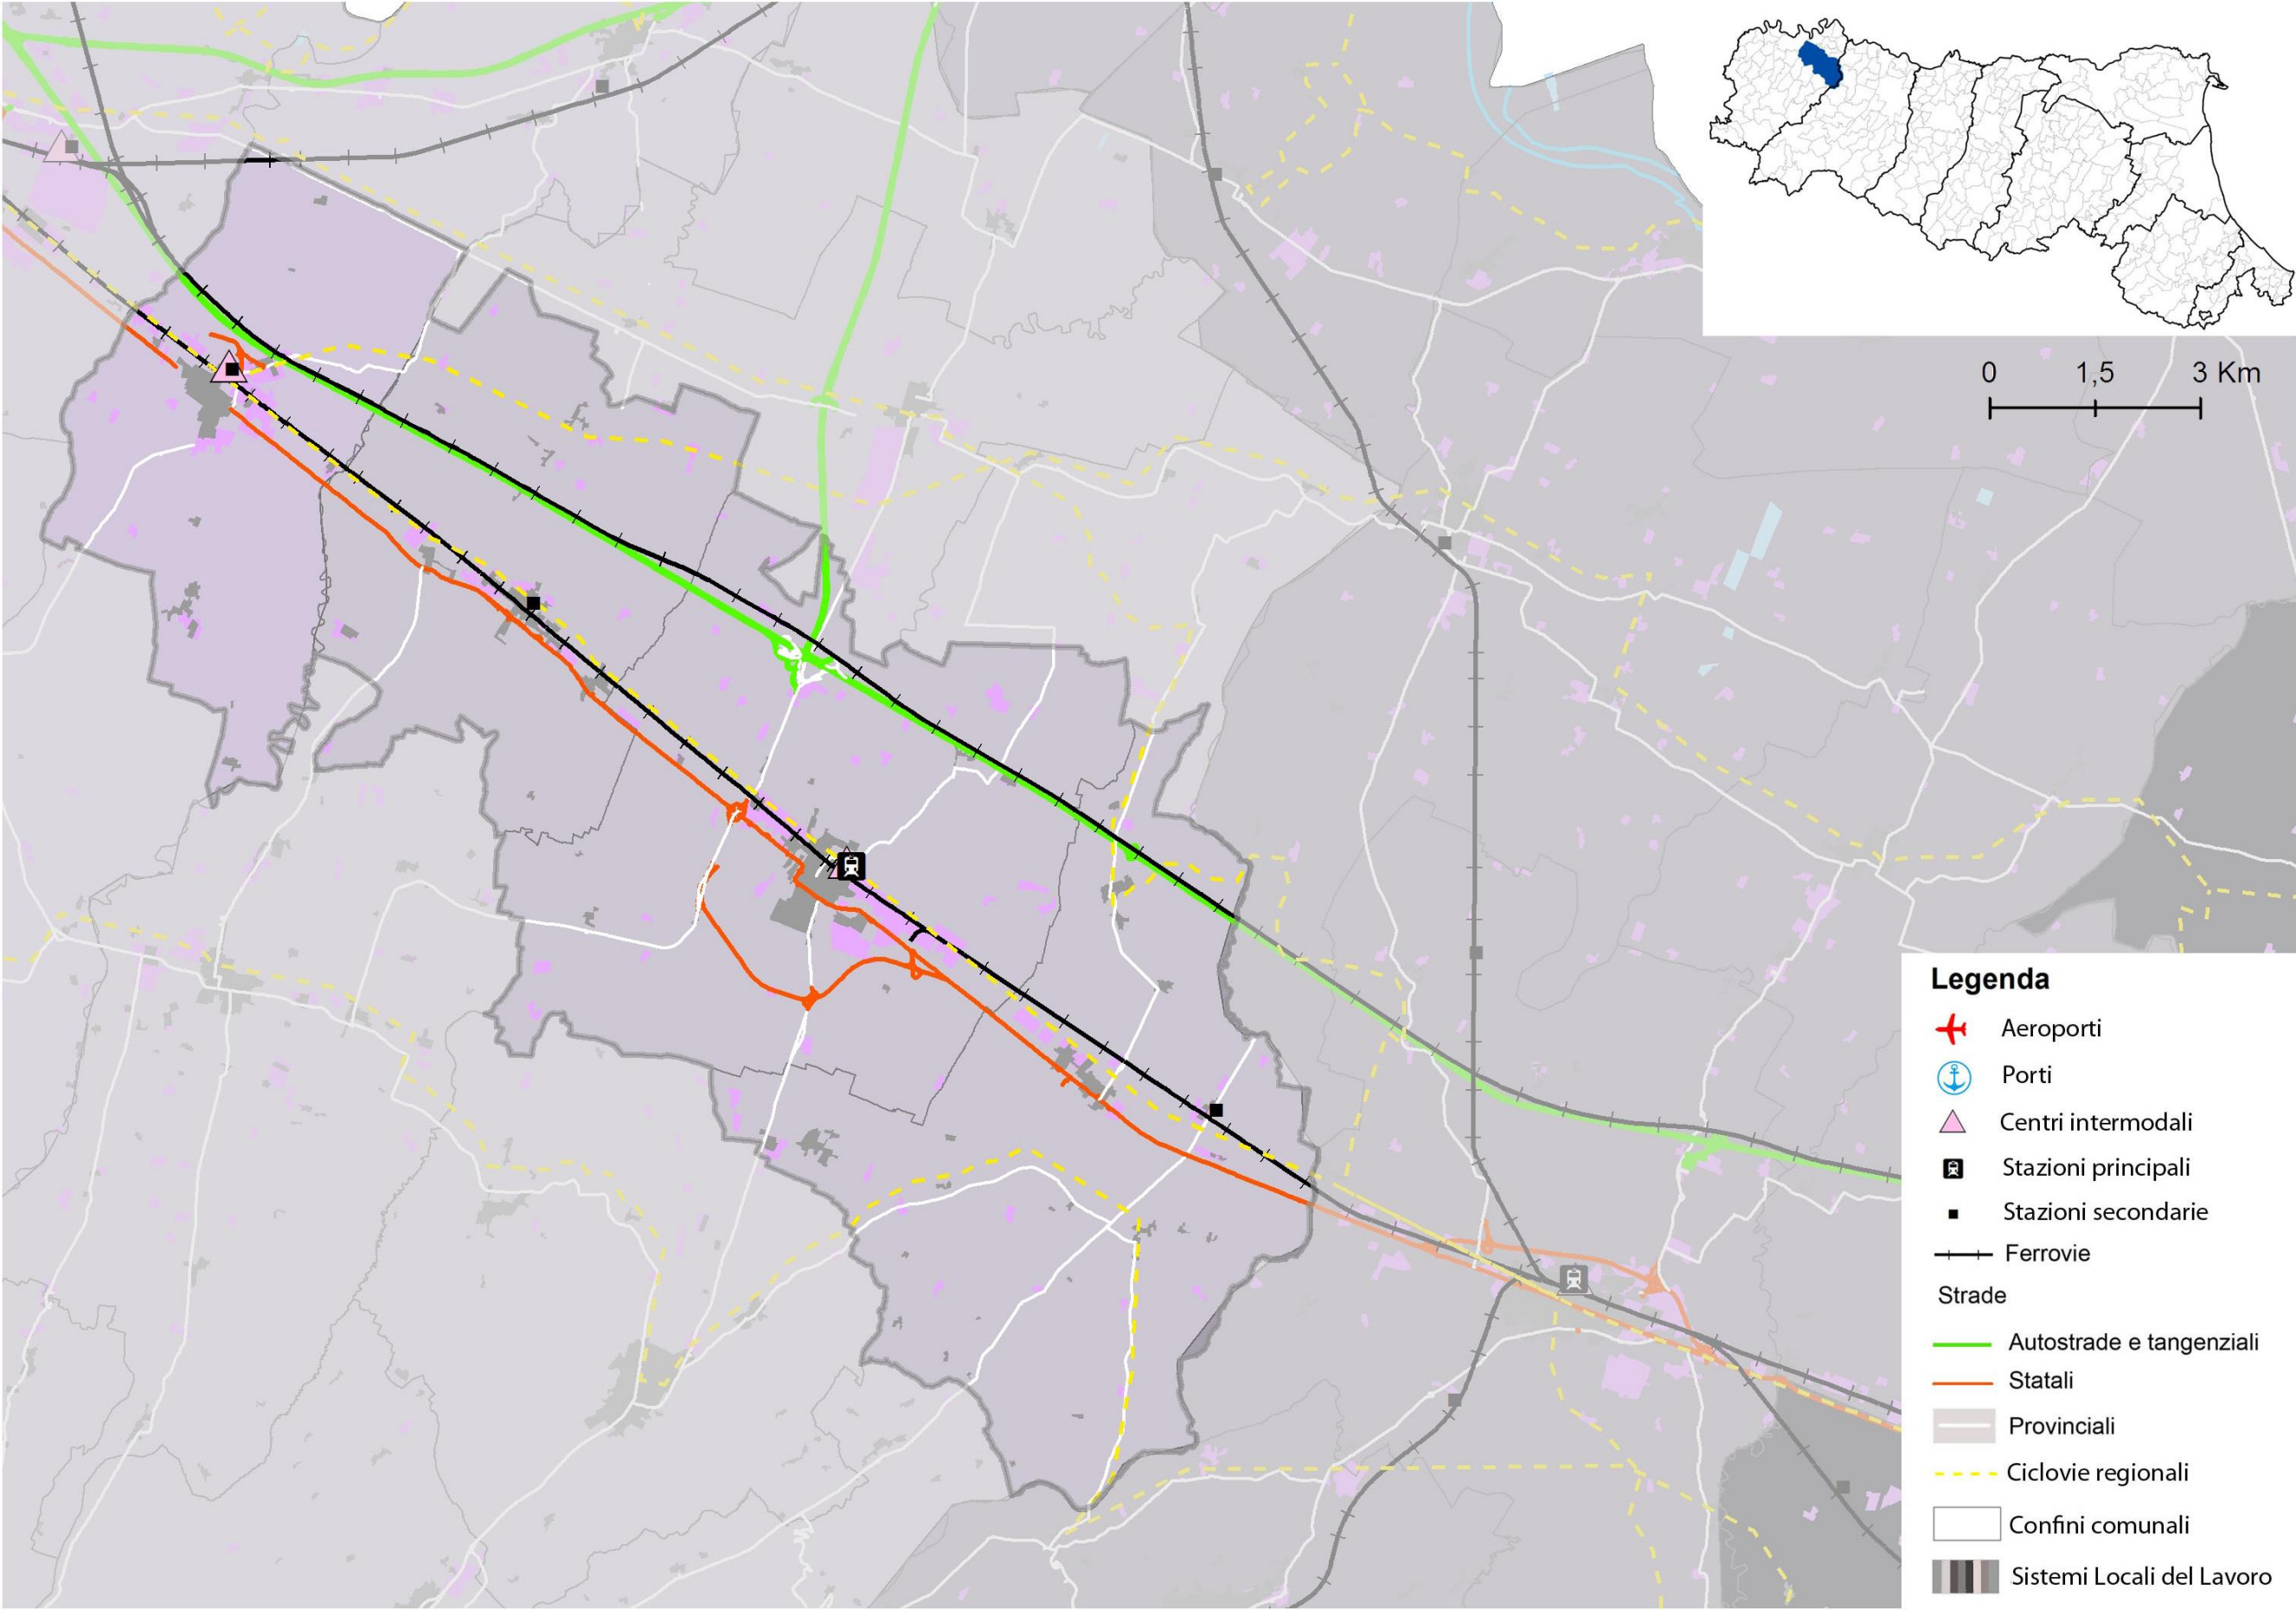 0 1,5 3 Km
Legenda
Aeroporti
Porti
Centri intermodali
Stazioni principali
Stazioni secondarie
Ferrovie
Strade
Autostrade e tangenziali
Statali
Provinciali
Ciclovie regionali
Confini comunali
Sistemi Locali del Lavoro